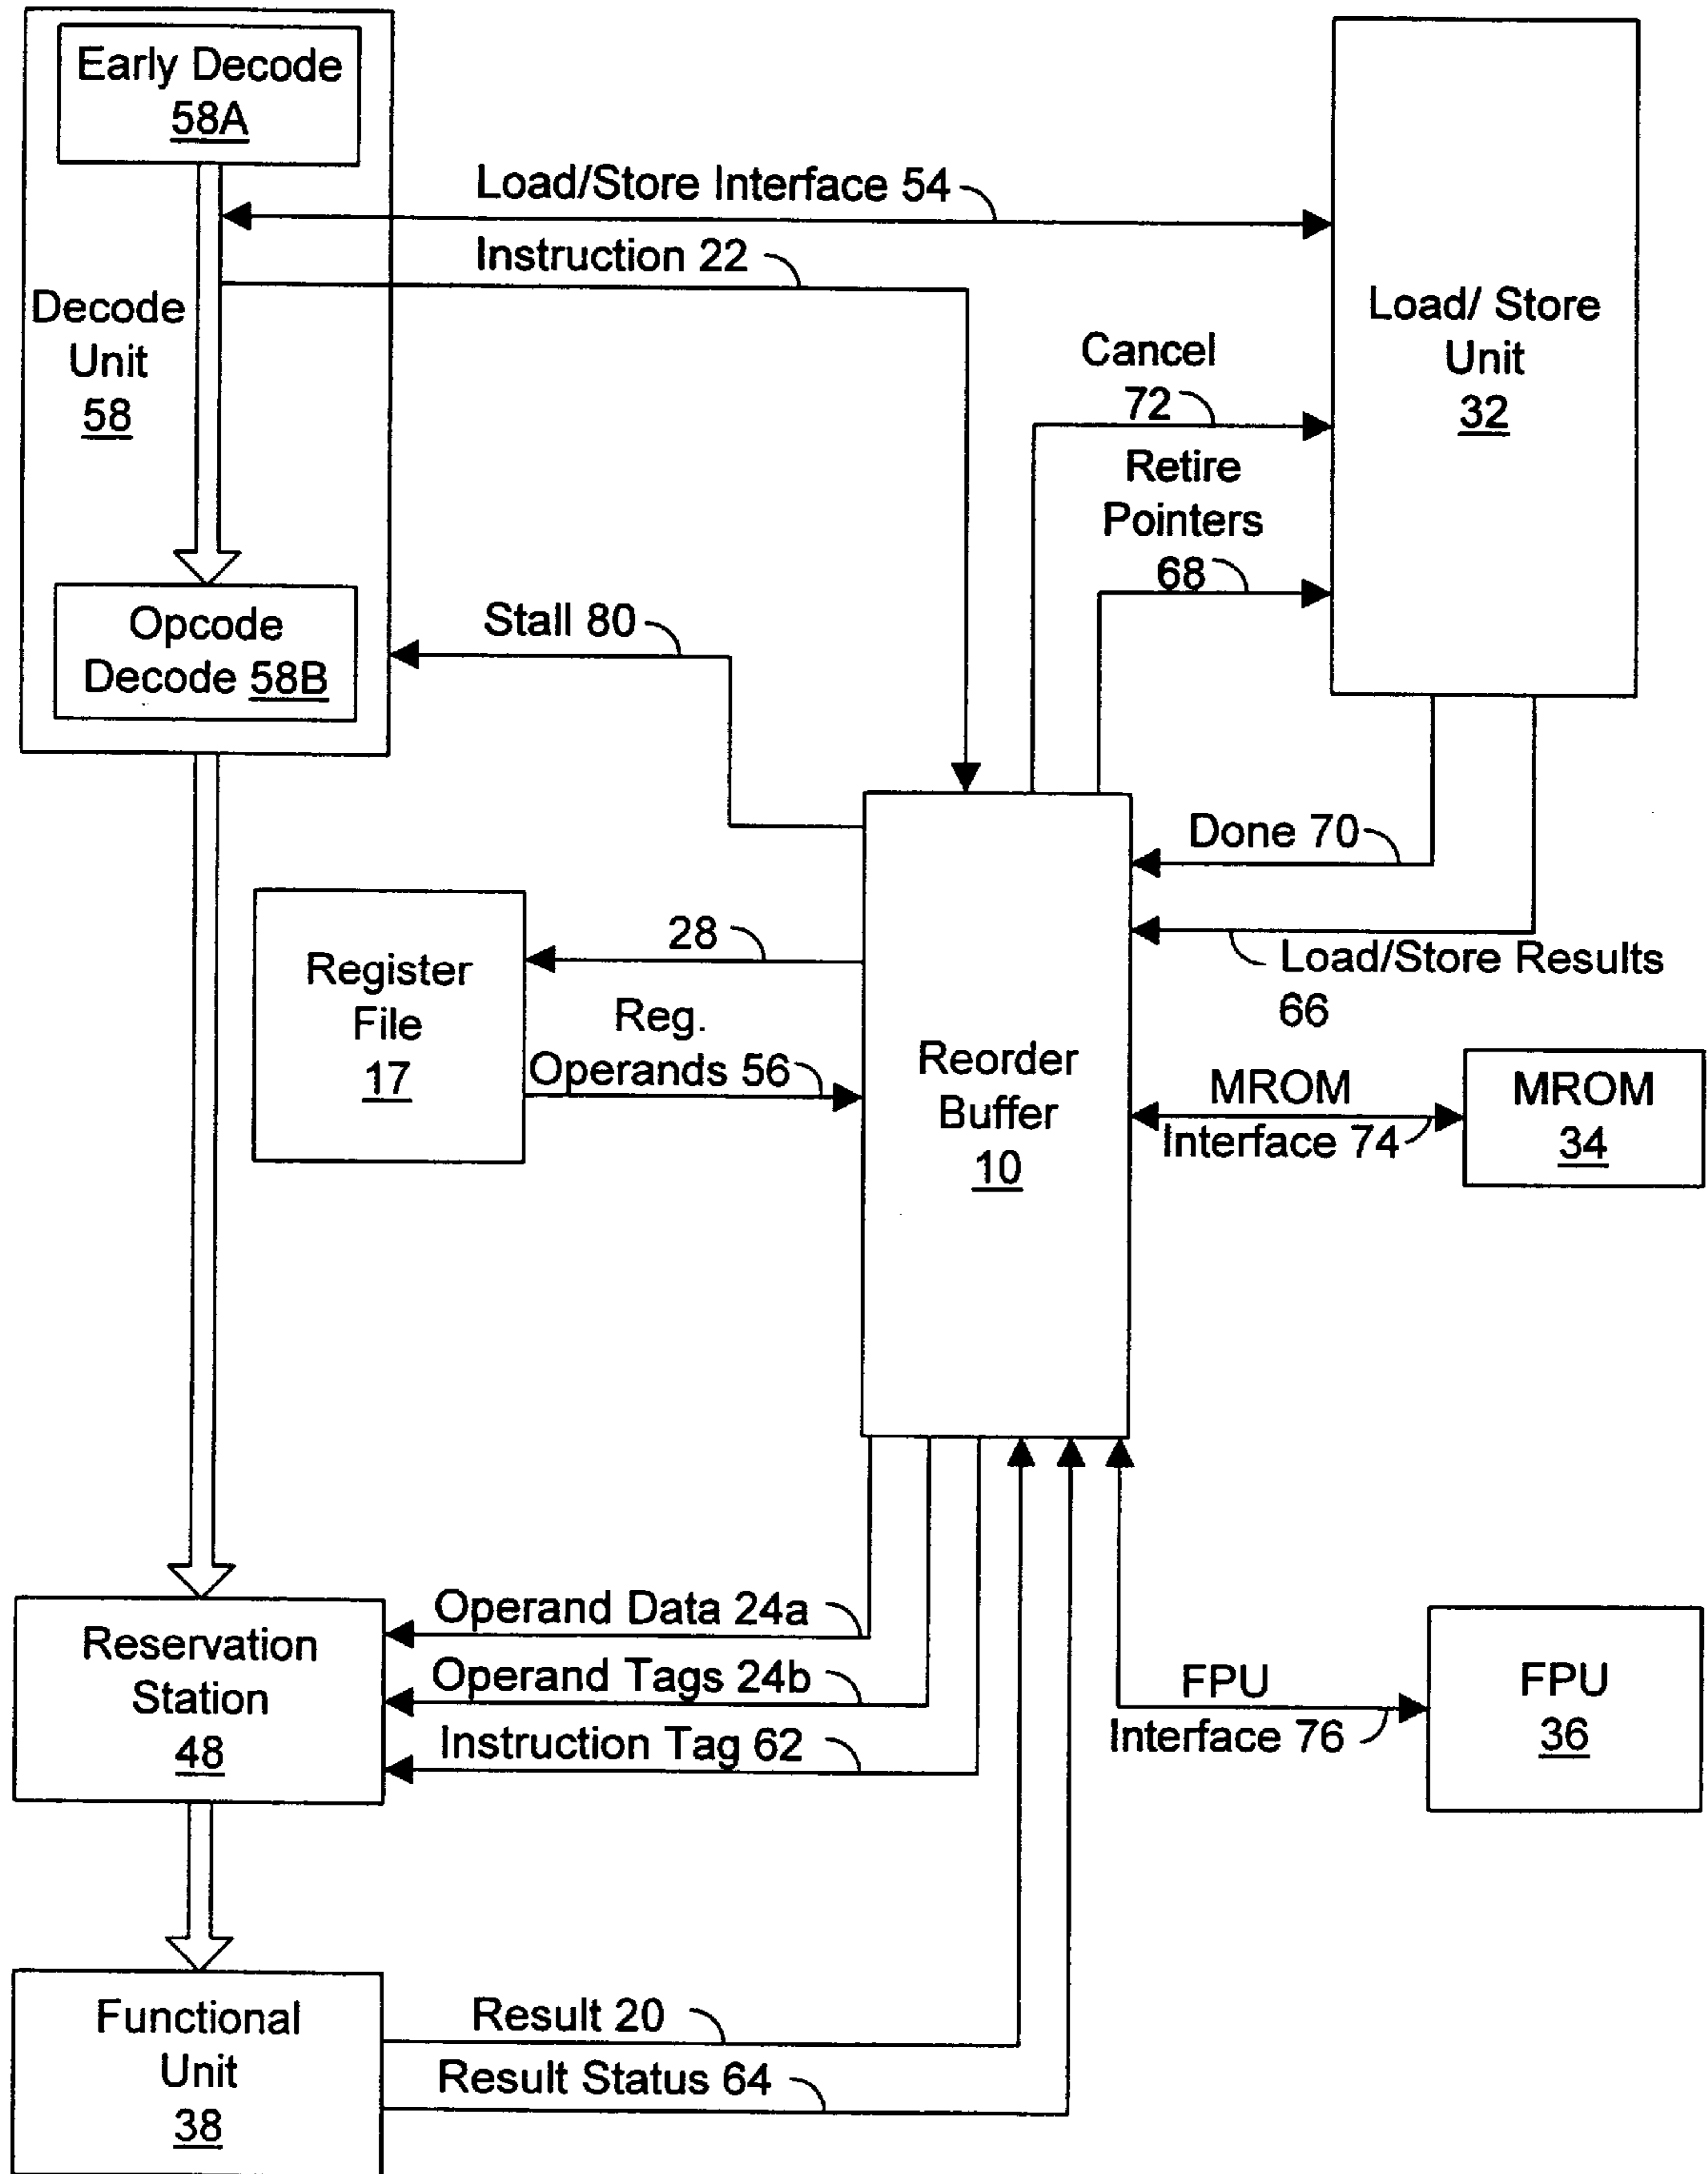 Early Decode
58A
Load/Store Interface 54
Instruction 22
Decode
Unit
58
Load/ Store
Unit
32
Cancel
72
Retire
Pointers
68
Opcode
Decode 58B
Stall 80
Done 70
28
Load/Store Results
66
Register
File
17
Reg.
Operands 56
Reorder
Buffer
10
MROM
Interface 74
MROM
34
Operand Data 24a
Reservation
Station
48
Operand Tags 24b
Instruction Tag 62
FPU
Interface 76
FPU
36
Functional
Unit
38
Result 20
Result Status 64